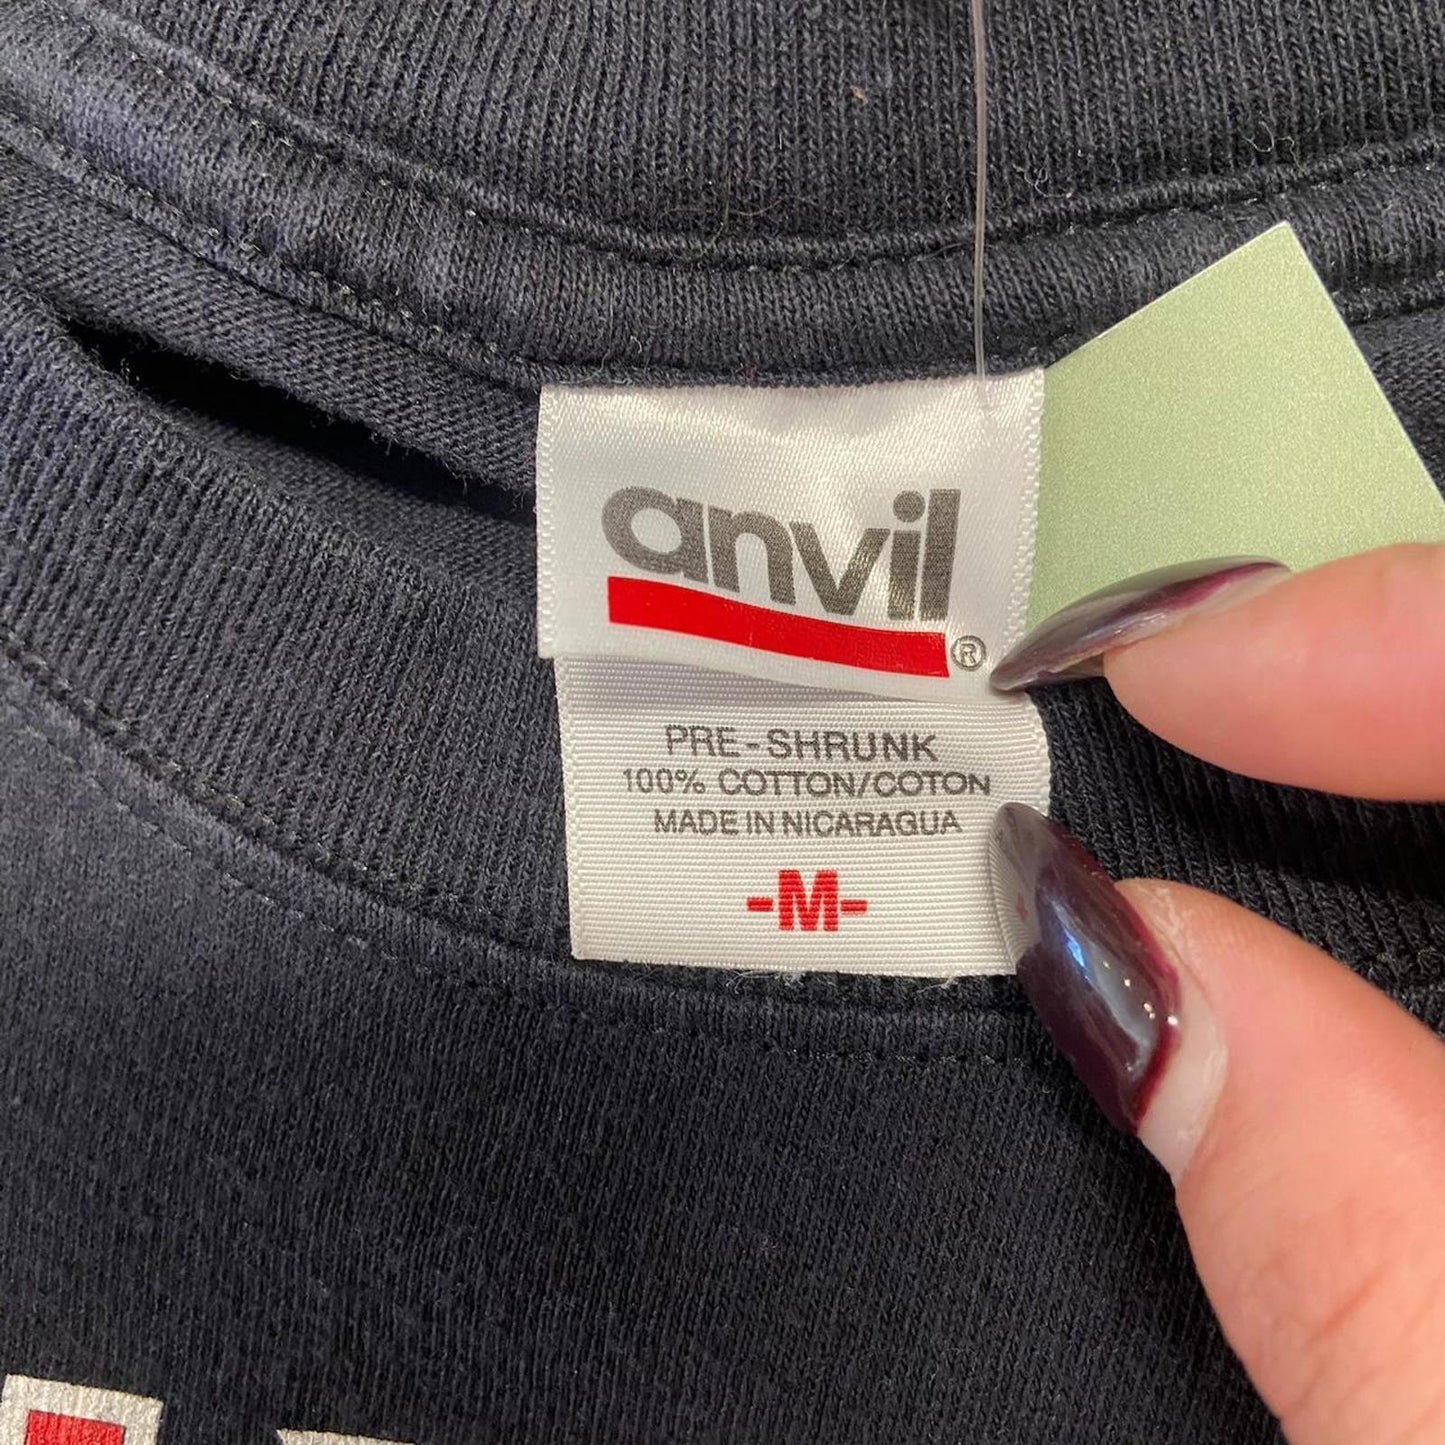 anvil
®
PRE-SHRUNK
100% COTTON/COTON
MADE IN NICARAGUA
-M-